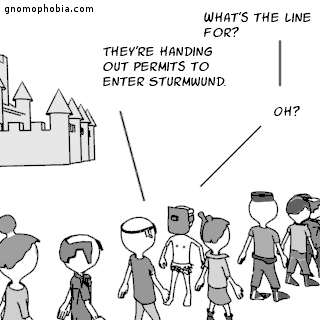 gnomophobia.com
WHAT'S THE LINE
FOR?
THEY'RE HANDING
OUT PERMITS TO
ENTER STURMWUND.
OH?